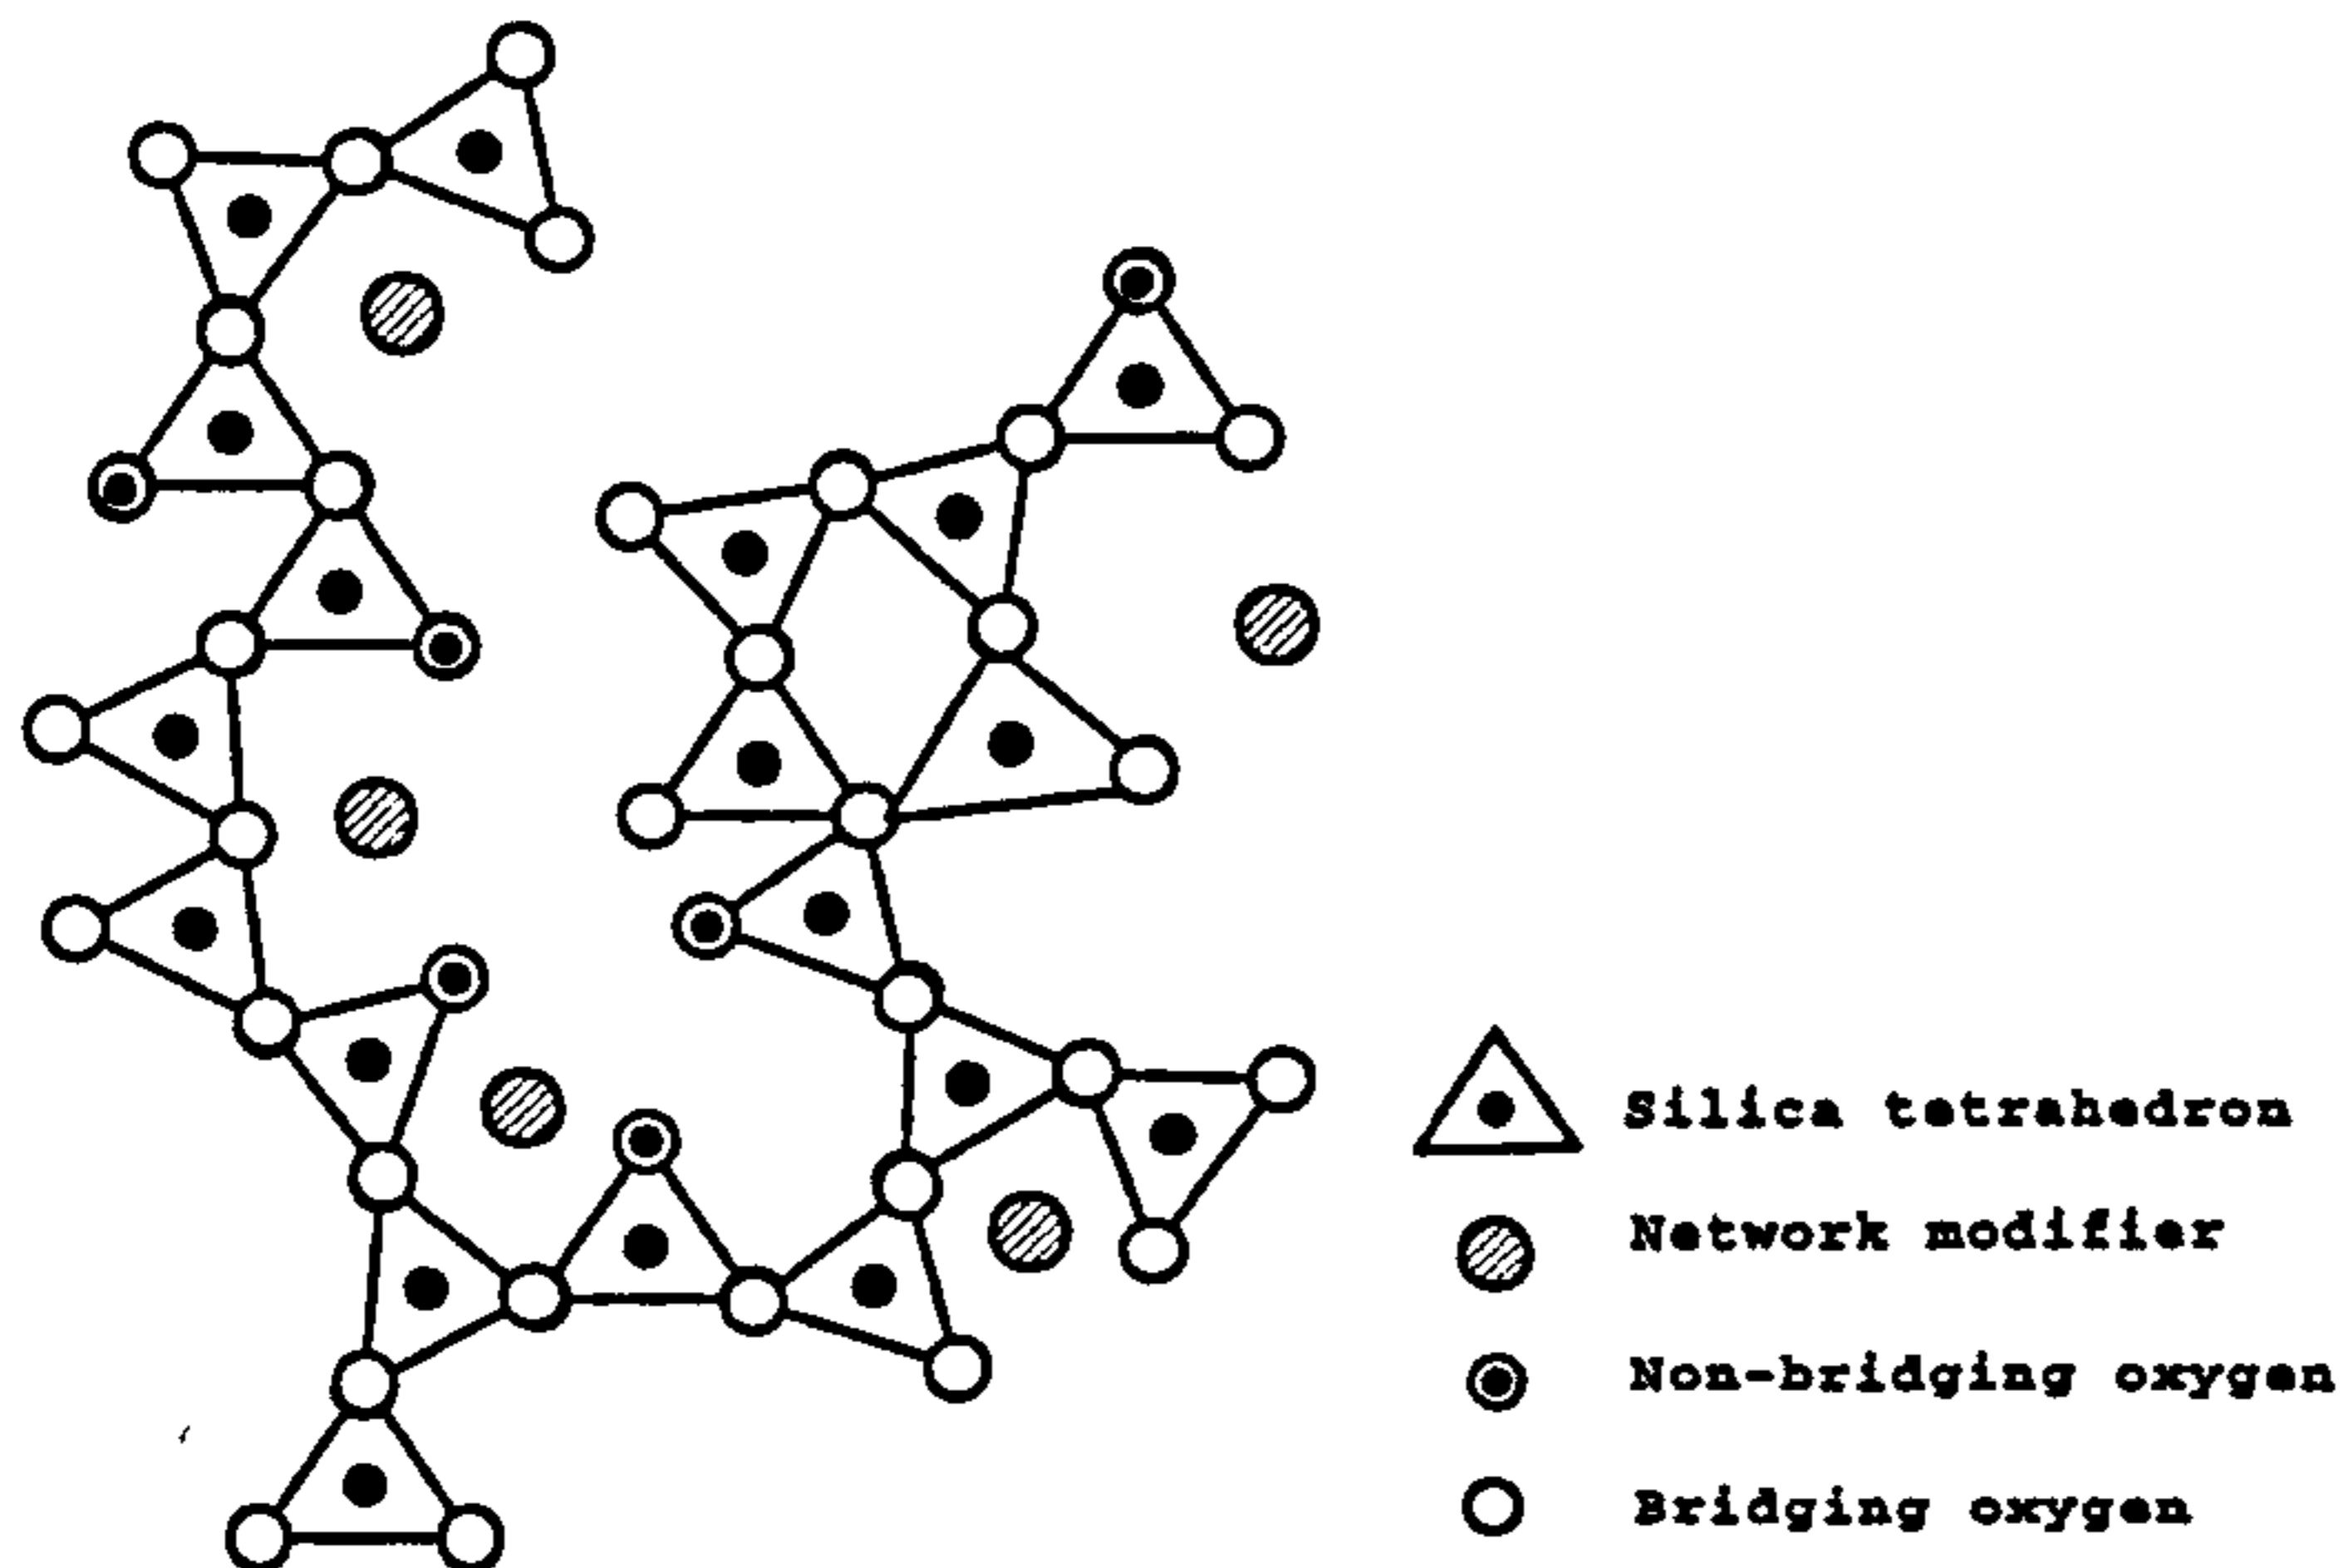 Silica tetrahedron
Network modifier
Non-bridging oxygen
Bridging oxygen